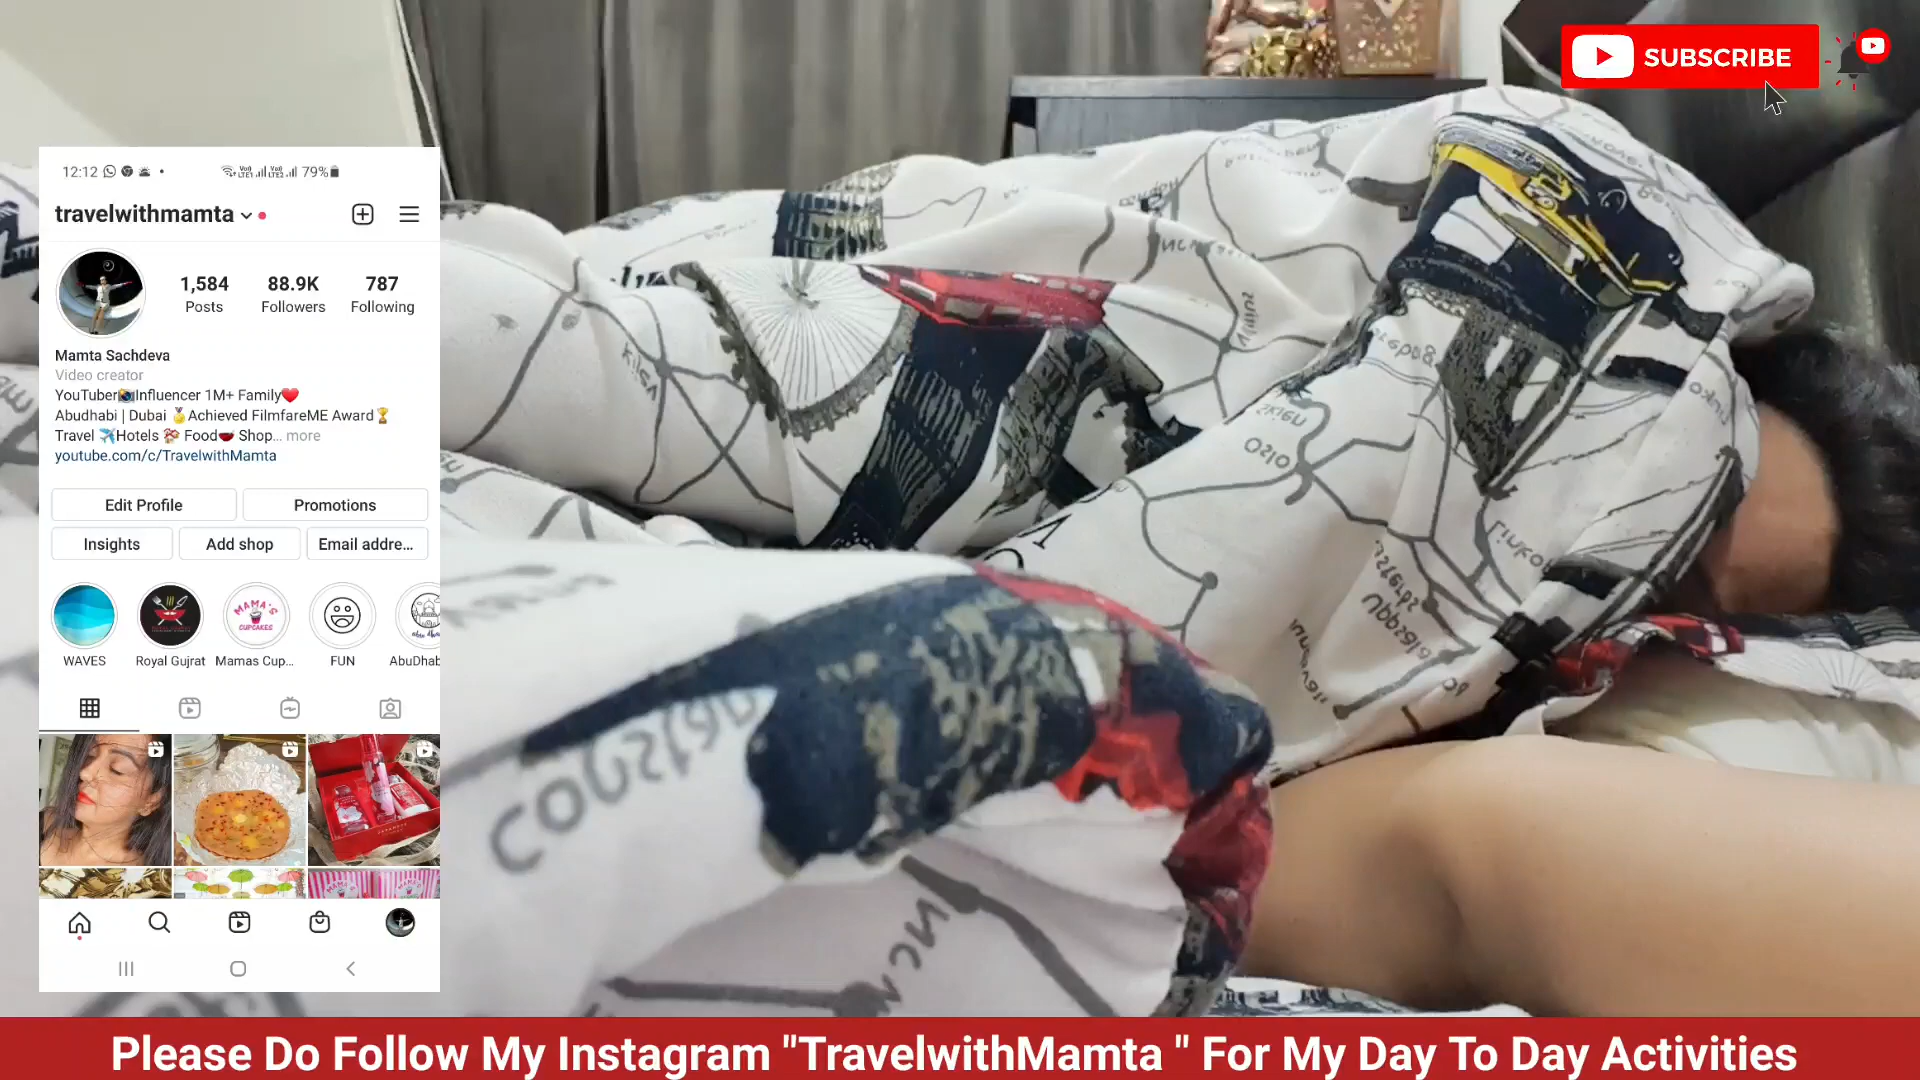 SUBSCRIBE
12:12
79%
travelwithmamta
1,584
88.9K
787
Posts
Followers
Following
Mamta Sachdeva
Video creator
YouTuber📸Influencer 1M+ Family❤️
Abudhabi | Dubai 🏅Achieved FilmfareME Award🏆
Travel ✈️Hotels 🏘️ Food🍲 Shop... more
youtube.com/c/TravelwithMamta
Edit Profile
Promotions
Insights
Add shop
Email addre...
WAVES
Royal Gujrat
Mamas Cup...
FUN
AbuDhab
MAMA'S
CUPCAKES
Oslo
Please Do Follow My Instagram "TravelwithMamta " For My Day To Day Activities